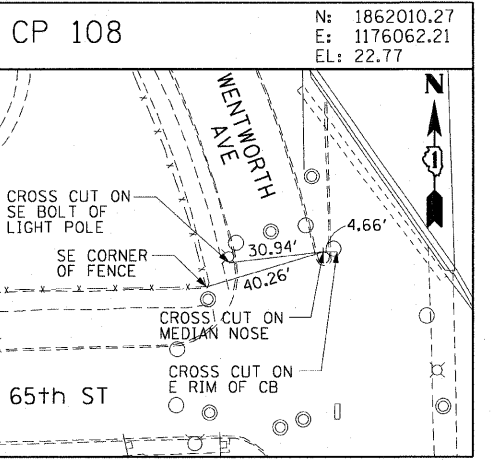 CP 108
N: 1862010.27
E: 1176062.21
EL: 22.77
N
1
WENTWORTH
AVE
CROSS CUT ON
SE BOLT OF
LIGHT POLE
30.94'
4.66'
SE CORNER
OF FENCE
40.26'
CROSS CUT ON
MEDIAN NOSE
CROSS CUT ON
E RIM OF CB
65th ST